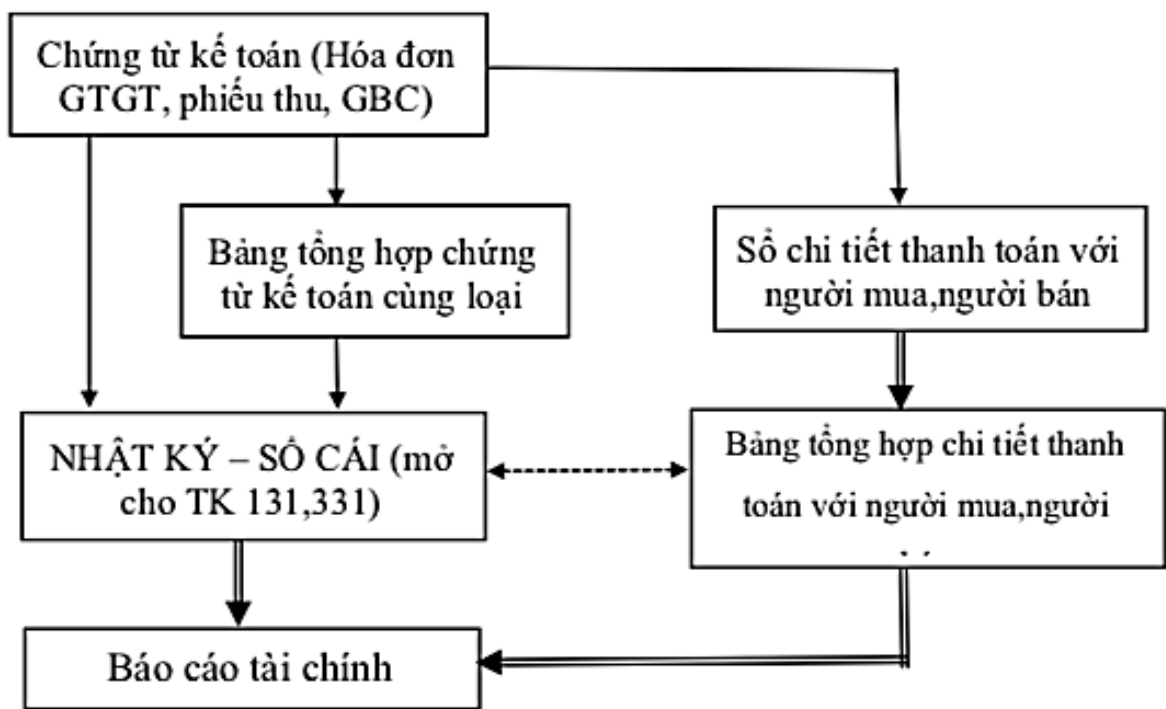 Chứng từ kế toán (Hóa đơn
GTGT, phiếu thu, GBC)
Bảng tổng hợp chứng
từ kế toán cùng loại
Sổ chi tiết thanh toán với
người mua,người bán
NHẬT KÝ – SỔ CÁI (mở
cho TK 131,331)
Bảng tổng hợp chi tiết thanh
toán với người mua,người
Báo cáo tài chính